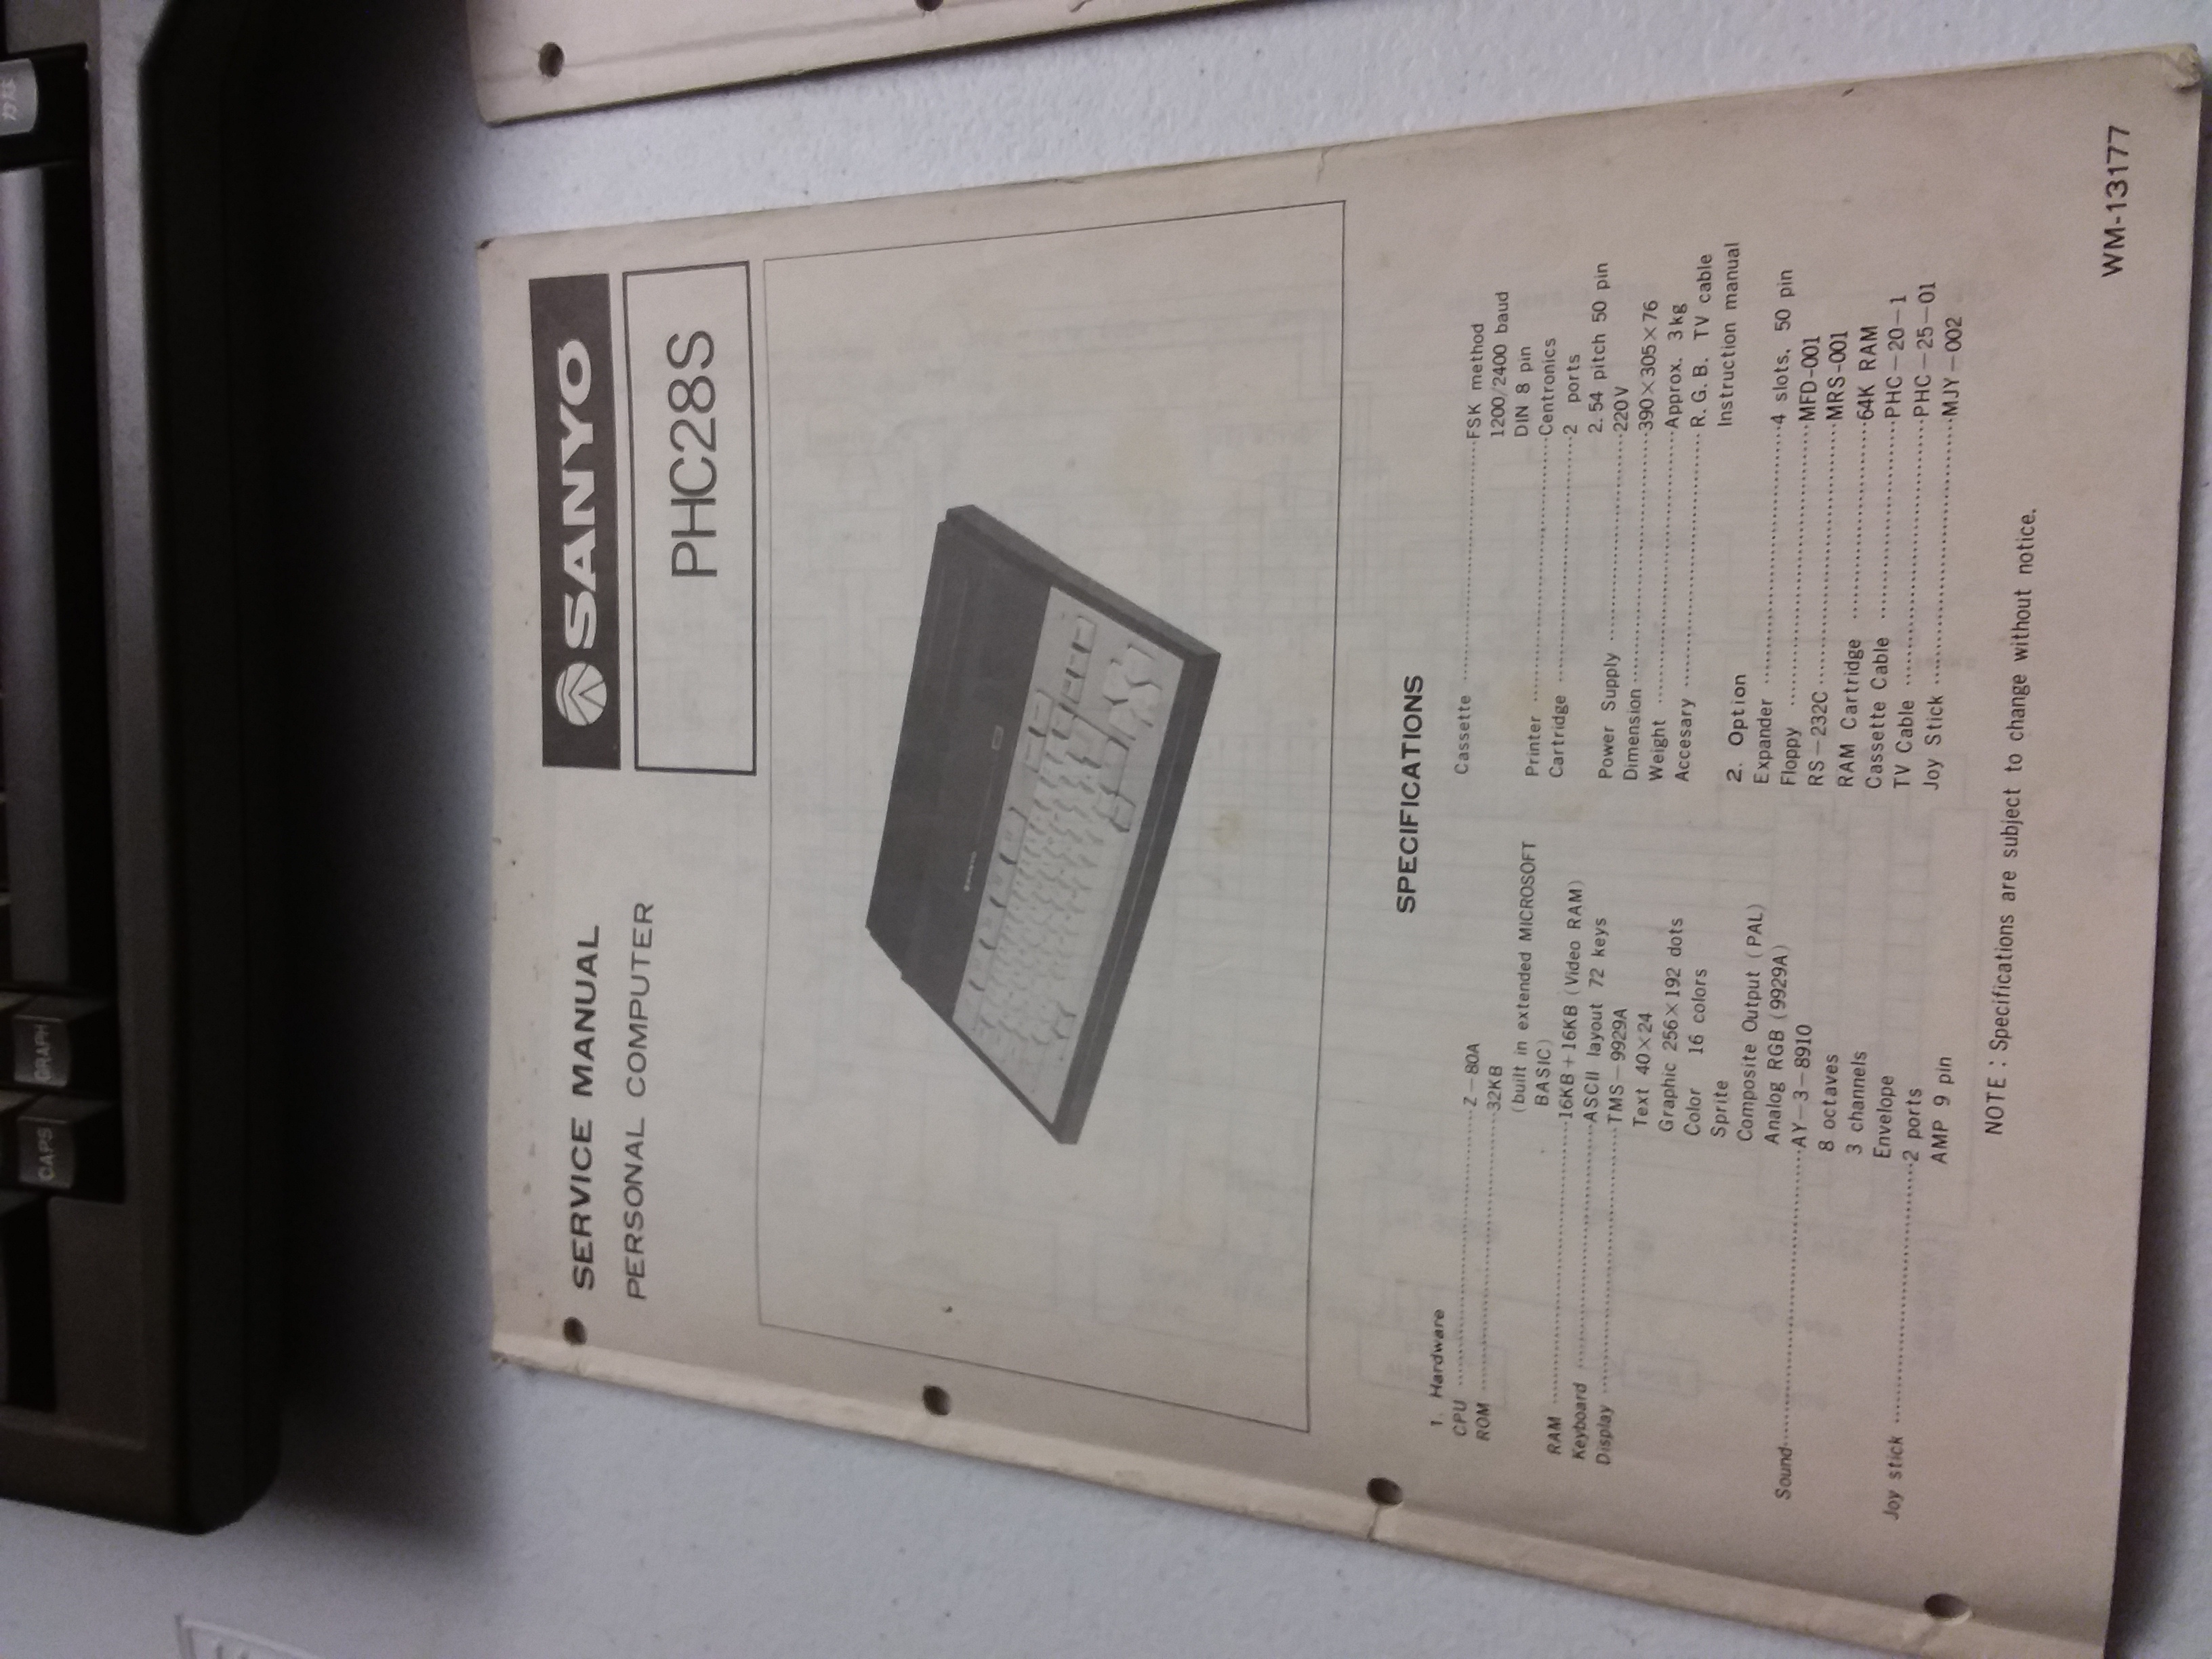 SERVICE MANUAL
PERSONAL COMPUTER
SANYO
PHC28S
SPECIFICATIONS
1. Hardware
CPU ........ Z-80A
ROM ........ 32KB
(built in extended MICROSOFT
BASIC)
RAM ........ 16KB+16KB (Video RAM)
Keyboard ........ ASCII layout 72 keys
Display ........ TMS-9929A
Text 40×24
Graphic 256×192 dots
Color 16 colors
Sprite
Composite Output (PAL)
Analog RGB (9929A)
Sound ........ AY-3-8910
8 octaves
3 channels
Envelope
Joy stick ........ 2 ports
AMP 9 pin
Cassette ........ FSK method
1200/2400 baud
DIN 8 pin
Printer ........ Centronics
Cartridge ........ 2 ports
2.54 pitch 50 pin
Power Supply ........ 220V
Dimension ........ 390×305×76
Weight ........ Approx. 3kg
Accesary ........ R. G. B. TV cable
Instruction manual
2. Option
Expander ........ 4 slots, 50 pin
Floppy ........ MFD-001
RS-232C ........ MRS-001
RAM Cartridge ........ 64K RAM
Cassette Cable ........ PHC-20-1
TV Cable ........ PHC-25-01
Joy Stick ........ MJY-002
NOTE : Specifications are subject to change without notice.
WM-13177
CAPS
GRAPH
かな